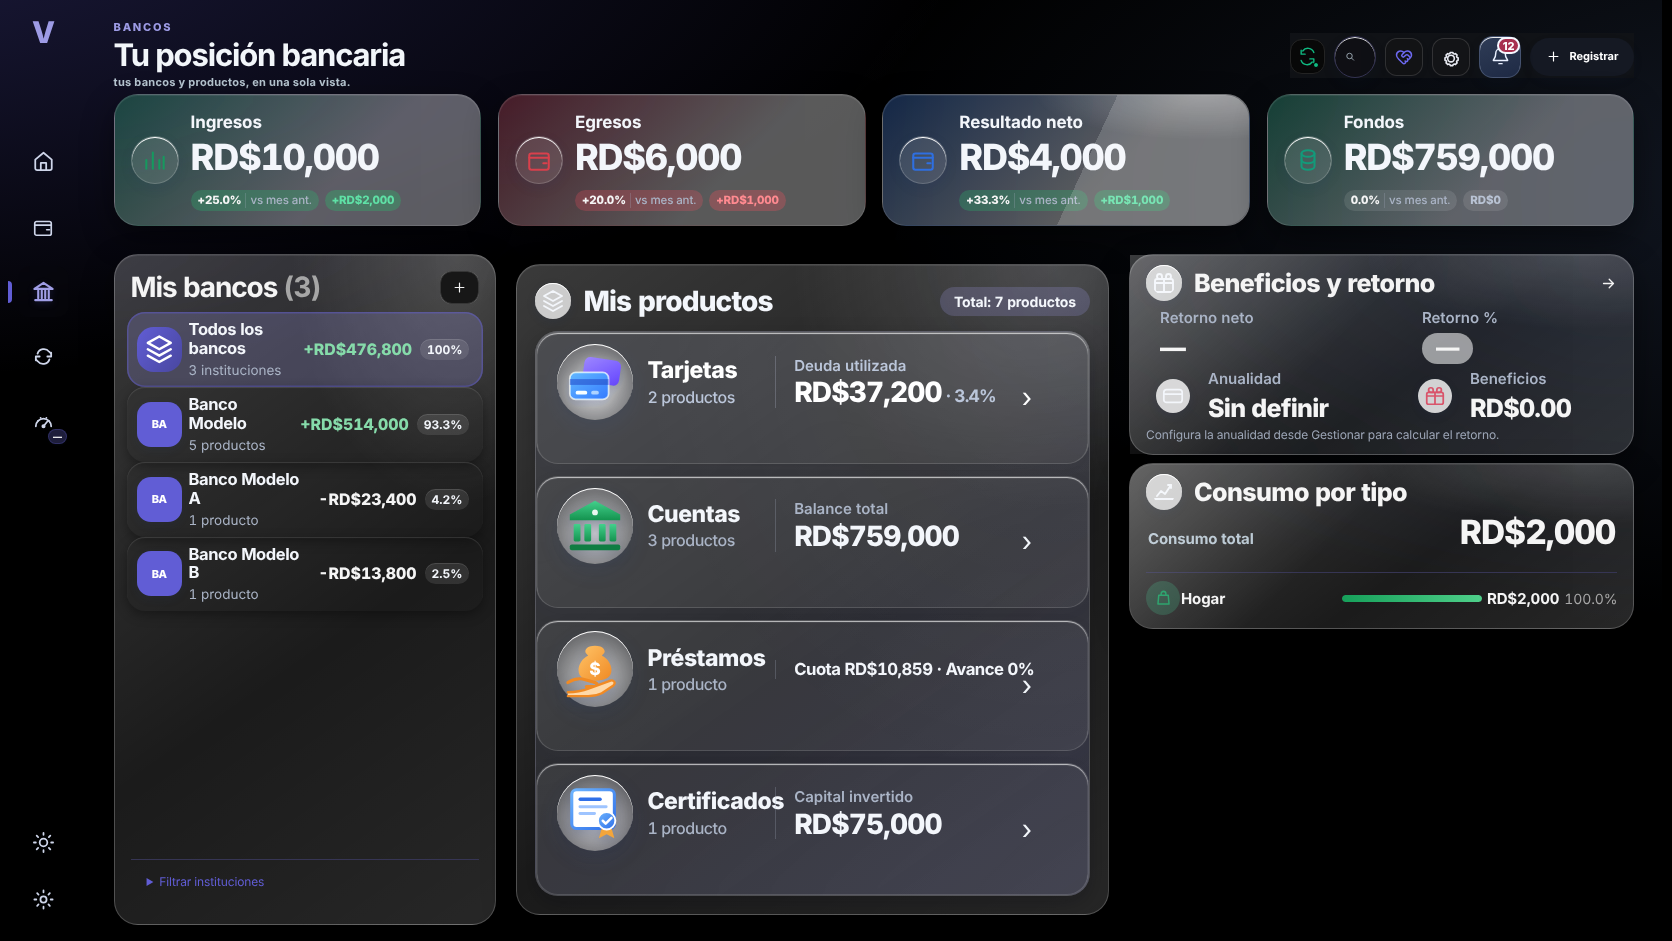 V
BANCOS
Tu posición bancaria
tus bancos y productos, en una sola vista.
12
Registrar
Ingresos
RD$10,000
+25.0% vs mes ant. +RD$2,000
Egresos
RD$6,000
+20.0% vs mes ant. +RD$1,000
Resultado neto
RD$4,000
+33.3% vs mes ant. +RD$1,000
Fondos
RD$759,000
0.0% vs mes ant. RD$0
Mis bancos (3)
+
Todos los
bancos
3 instituciones
+RD$476,800 100%
BA
Banco
Modelo
5 productos
+RD$514,000 93.3%
BA
Banco Modelo
A
1 producto
-RD$23,400 4.2%
BA
Banco Modelo
B
1 producto
-RD$13,800 2.5%
▶ Filtrar instituciones
Mis productos
Total: 7 productos
Tarjetas
2 productos
Deuda utilizada
RD$37,200 · 3.4%
›
Cuentas
3 productos
Balance total
RD$759,000
›
$
Préstamos
1 producto
Cuota RD$10,859 · Avance 0%
›
Certificados
1 producto
Capital invertido
RD$75,000
›
Beneficios y retorno
→
Retorno neto
—
Retorno %
—
Anualidad
Sin definir
Beneficios
RD$0.00
Configura la anualidad desde Gestionar para calcular el retorno.
Consumo por tipo
Consumo total
RD$2,000
Hogar
RD$2,000 100.0%